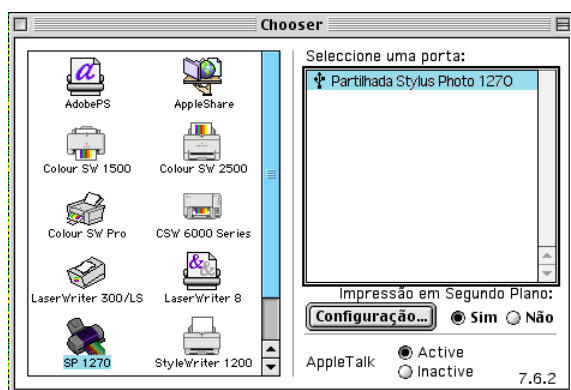 Chooser
Seleccione uma porta:
Partilhada Stylus Photo 1270
AdobePS
AppleShare
Colour SW 1500
Colour SW 2500
Colour SW Pro
CSW 6000 Series
LaserWriter 300/LS
LaserWriter 8
SP 1270
StyleWriter 1200
Impressão em Segundo Plano:
Configuração...
Sim
Não
AppleTalk
Active
Inactive
7.6.2